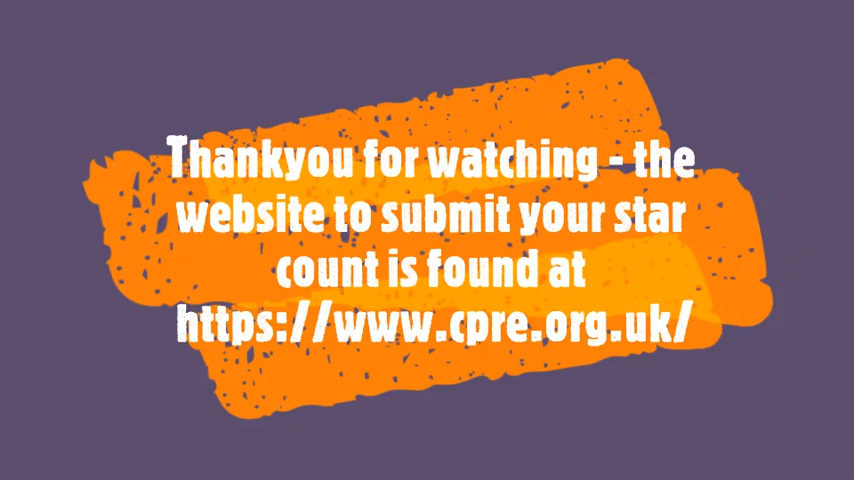 Thankyou for watching - the
website to submit your star
count is found at
https://www.cpre.org.uk/